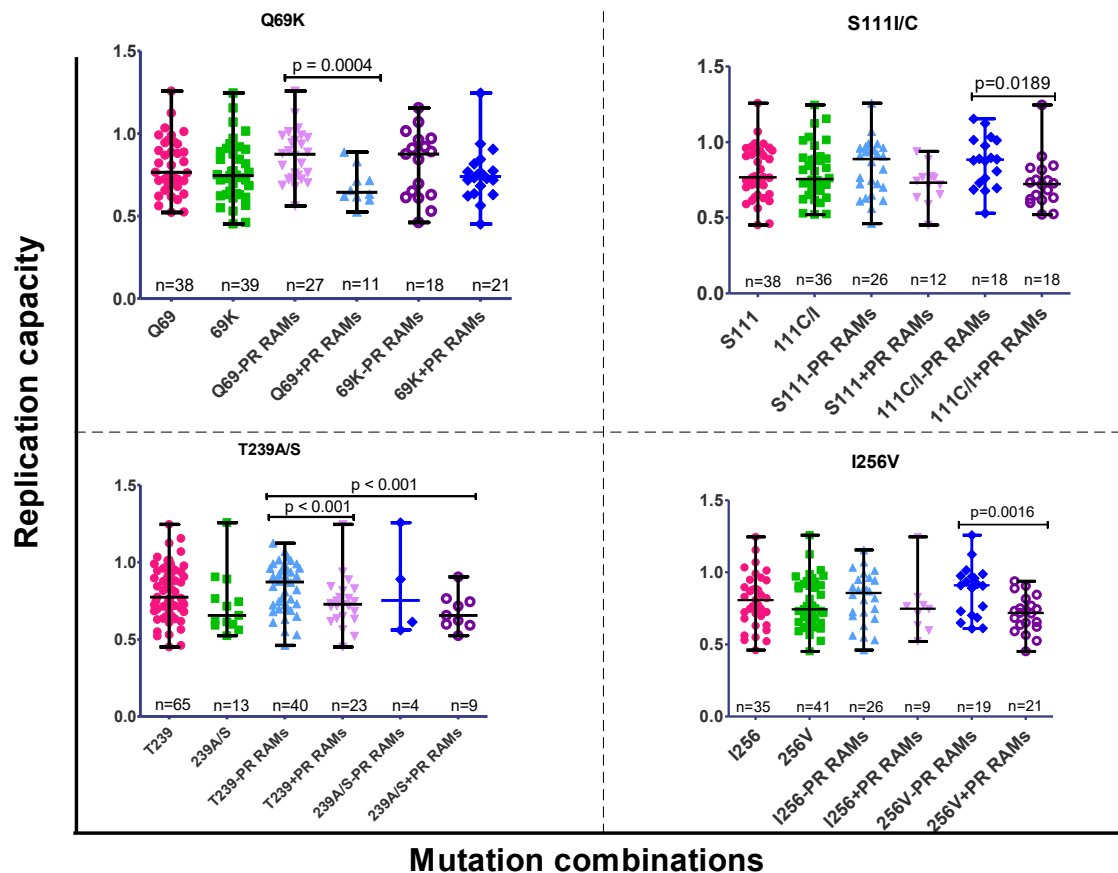 Q69K
1.5
1.0
0.5
0.0
p = 0.0004
n=38 n=39 n=27 n=11 n=18 n=21
Q69 69K Q69-PR RAMs Q69+PR RAMs 69K-PR RAMs 69K+PR RAMs
S111I/C
1.5
1.0
0.5
0.0
p=0.0189
n=38 n=36 n=26 n=12 n=18 n=18
S111 111C/I S111-PR RAMs S111+PR RAMs 111C/I-PR RAMs 111C/I+PR RAMs
T239A/S
1.5
1.0
0.5
0.0
p < 0.001
p < 0.001
n=65 n=13 n=40 n=23 n=4 n=9
T239 239A/S T239-PR RAMs T239+PR RAMs 239A/S-PR RAMs 239A/S+PR RAMs
I256V
1.5
1.0
0.5
0.0
p=0.0016
n=35 n=41 n=26 n=9 n=19 n=21
I256 256V I256-PR RAMs I256+PR RAMs 256V-PR RAMs 256V+PR RAMs
Replication capacity
Mutation combinations